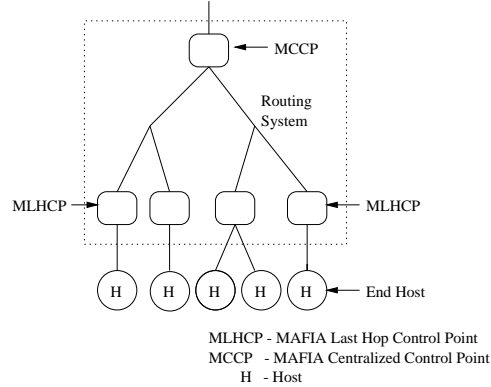 MCCP
Routing
System
MLHCP
MLHCP
H H H H H
End Host
MLHCP - MAFIA Last Hop Control Point
MCCP - MAFIA Centralized Control Point
H - Host